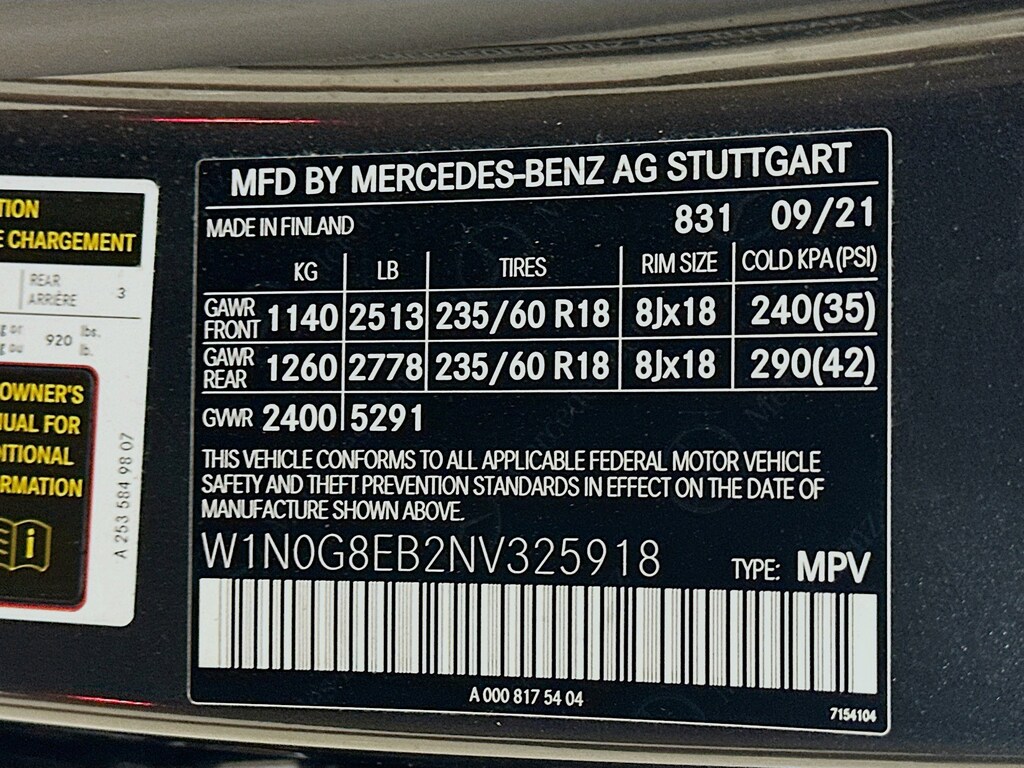 TION
E CHARGEMENT
REAR
ARRIÈRE 3
920 lbs.
lb.
OWNER'S
FOR
INFORMATION
A 253 584 98 07
MFD BY MERCEDES-BENZ AG STUTTGART
MADE IN FINLAND 831 09/21
KG LB TIRES RIM SIZE COLD KPA(PSI)
GAWR FRONT 1140 2513 235/60 R18 8Jx18 240(35)
GAWR REAR 1260 2778 235/60 R18 8Jx18 290(42)
GVWR 2400 5291
THIS VEHICLE CONFORMS TO ALL APPLICABLE FEDERAL MOTOR VEHICLE
SAFETY AND THEFT PREVENTION STANDARDS IN EFFECT ON THE DATE OF
MANUFACTURE SHOWN ABOVE.
W1N0G8EB2NV325918 TYPE: MPV
A 000 817 54 04
7154104